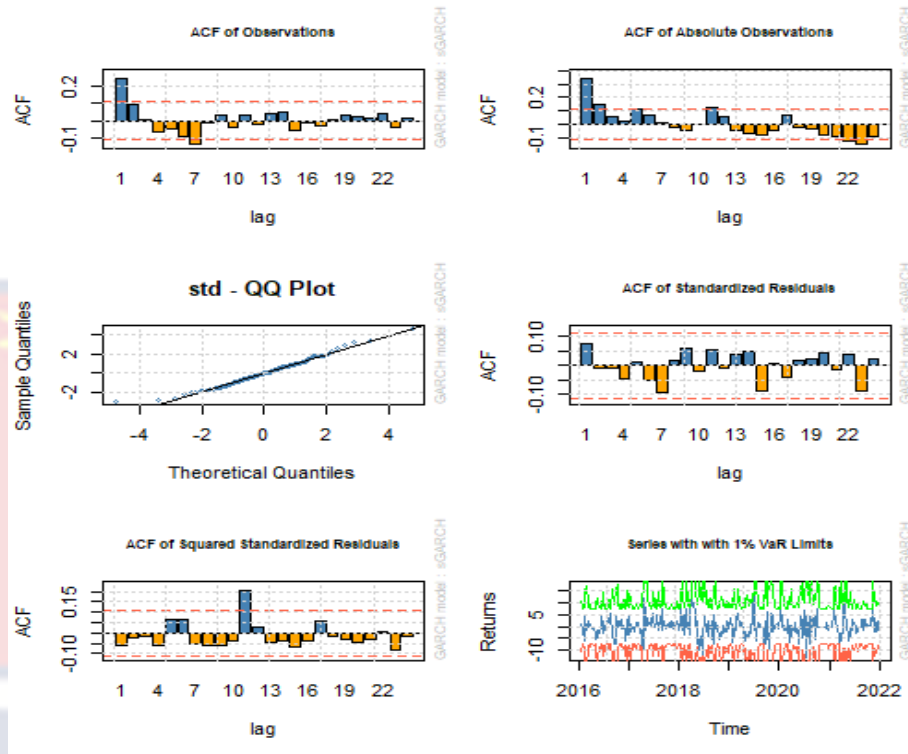 ACF of Observations
ACF
0.2
-0.1
1 4 7 10 13 16 19 22
lag
GARCH model : sGARCH
ACF of Absolute Observations
ACF
0.2
-0.1
1 4 7 10 13 16 19 22
lag
GARCH model : sGARCH
std - QQ Plot
Sample Quantiles
2
-2
-4 -2 0 2 4
Theoretical Quantiles
GARCH model : sGARCH
ACF of Standardized Residuals
ACF
0.10
-0.10
1 4 7 10 13 16 19 22
lag
GARCH model : sGARCH
ACF of Squared Standardized Residuals
ACF
0.15
-0.10
1 4 7 10 13 16 19 22
lag
GARCH model : sGARCH
Series with with 1% VaR Limits
Returns
5
-10
2016 2018 2020 2022
Time
GARCH model : sGARCH